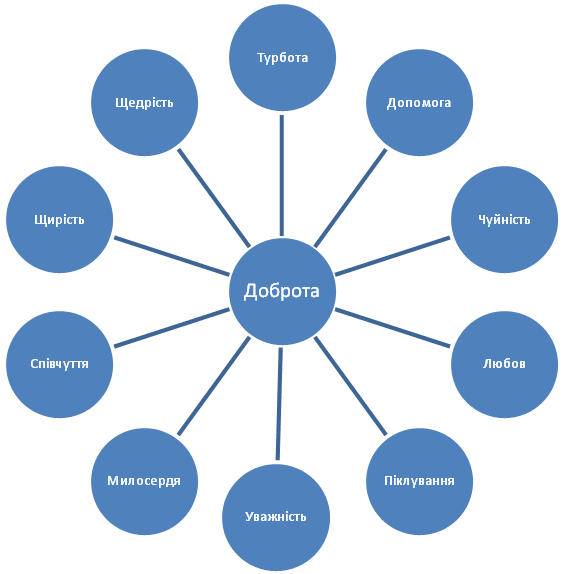 Турбота
Допомога
Щедрість
Чуйність
Щирість
Доброта
Любов
Співчуття
Піклування
Милосердя
Уважність